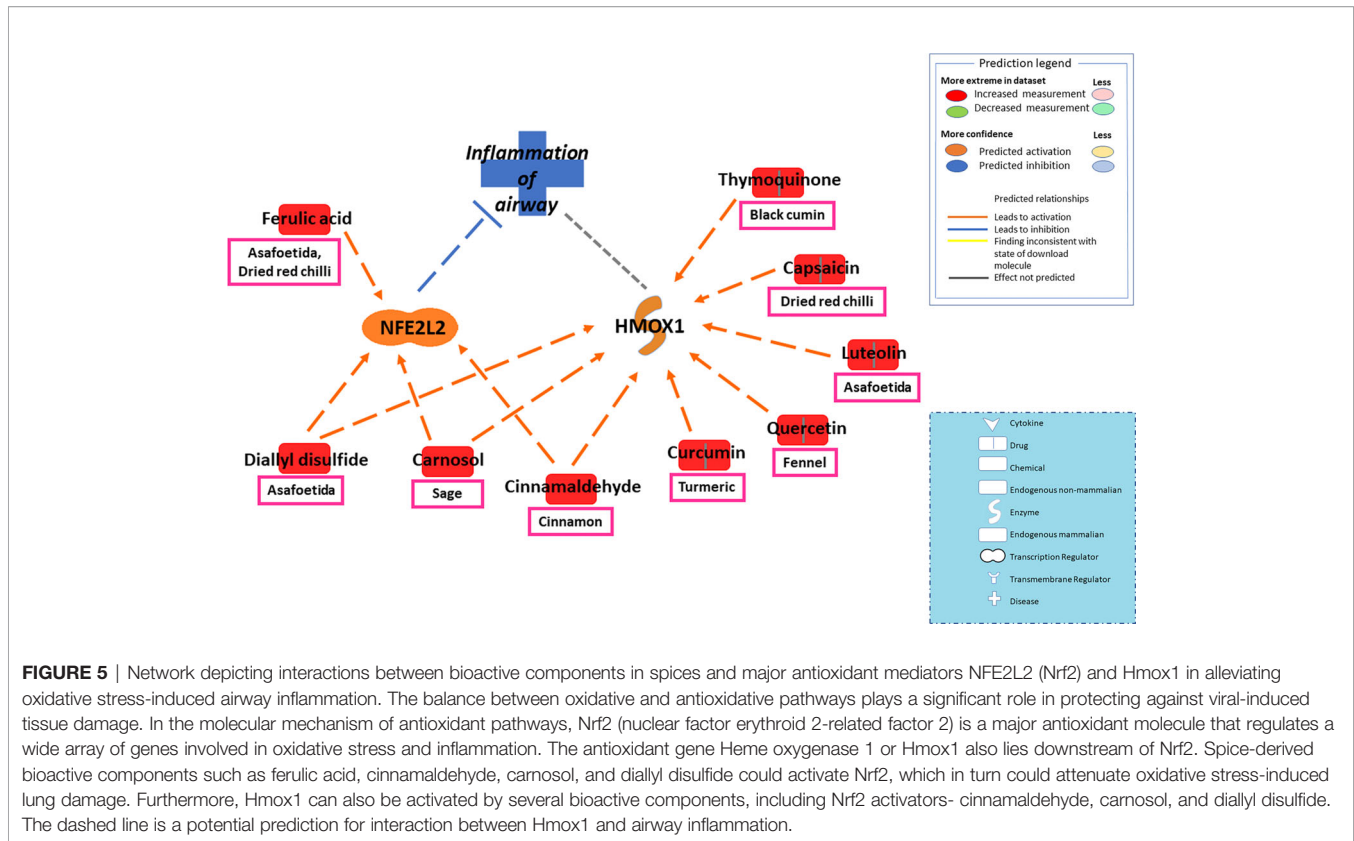 Inflammation
of
airway
Ferulic acid
Asafoetida,
Dried red chilli
NFE2L2
HMOX1
Thymoquinone
Black cumin
Capsaicin
Dried red chilli
Luteolin
Asafoetida
Quercetin
Fennel
Curcumin
Turmeric
Cinnamaldehyde
Cinnamon
Carnosol
Sage
Diallyl disulfide
Asafoetida
Prediction legend
More extreme in dataset Less
Increased measurement
Decreased measurement
More confidence Less
Predicted activation
Predicted inhibition
Predicted relationships
Leads to activation
Leads to inhibition
Finding inconsistent with
state of download
molecule
Effect not predicted
Cytokine
Drug
Chemical
Endogenous non-mammalian
Enzyme
Endogenous mammalian
Transcription Regulator
Transmembrane Regulator
Disease
FIGURE 5 | Network depicting interactions between bioactive components in spices and major antioxidant mediators NFE2L2 (Nrf2) and Hmox1 in alleviating
oxidative stress-induced airway inflammation. The balance between oxidative and antioxidative pathways plays a significant role in protecting against viral-induced
tissue damage. In the molecular mechanism of antioxidant pathways, Nrf2 (nuclear factor erythroid 2-related factor 2) is a major antioxidant molecule that regulates a
wide array of genes involved in oxidative stress and inflammation. The antioxidant gene Heme oxygenase 1 or Hmox1 also lies downstream of Nrf2. Spice-derived
bioactive components such as ferulic acid, cinnamaldehyde, carnosol, and diallyl disulfide could activate Nrf2, which in turn could attenuate oxidative stress-induced
lung damage. Furthermore, Hmox1 can also be activated by several bioactive components, including Nrf2 activators- cinnamaldehyde, carnosol, and diallyl disulfide.
The dashed line is a potential prediction for interaction between Hmox1 and airway inflammation.